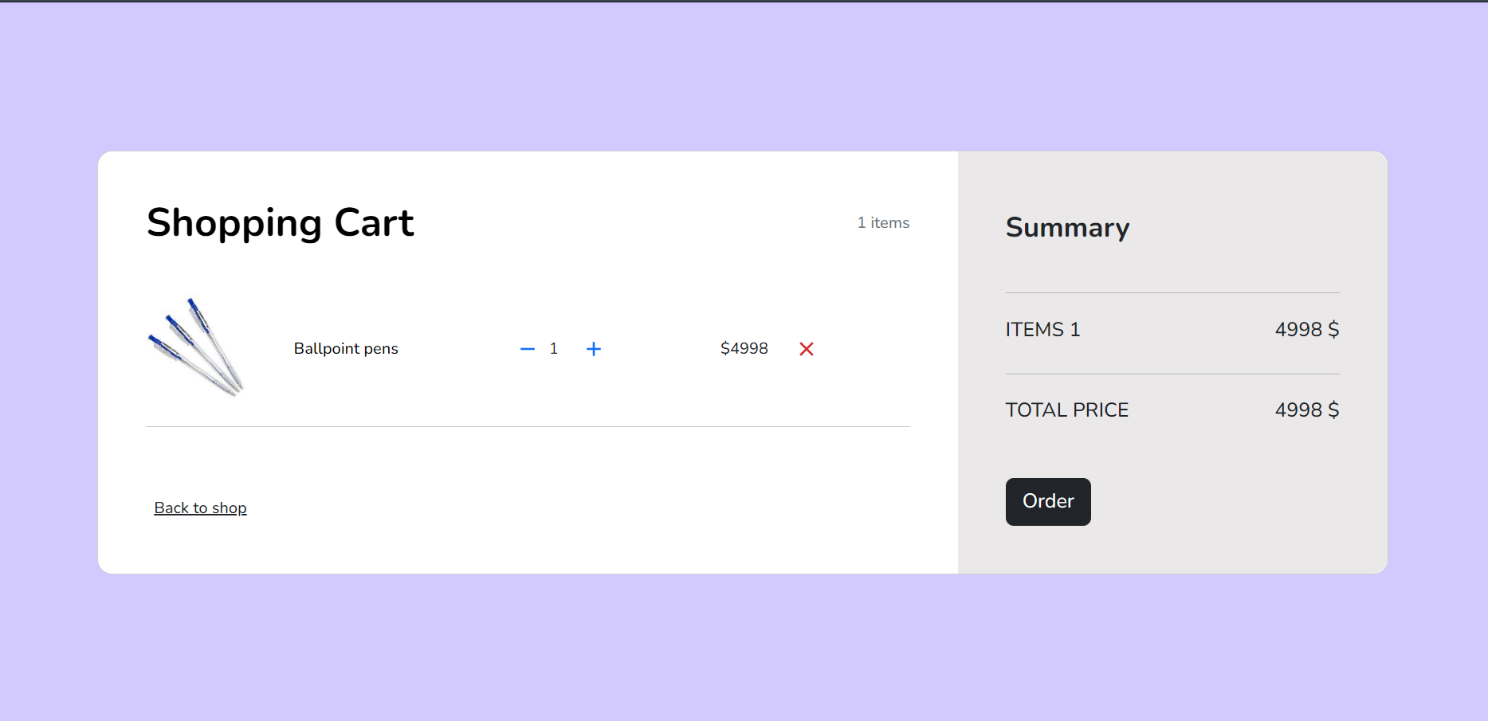 Shopping Cart
1 items
Ballpoint pens
1
$4998
Back to shop
Summary
ITEMS 1
4998 $
TOTAL PRICE
4998 $
Order